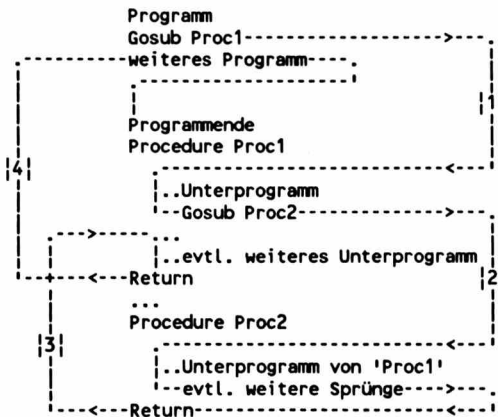 Programm
Gosub Proc1
weiteres Programm
|1
Programmende
Procedure Proc1
|4|
..Unterprogramm
Gosub Proc2
...
..evtl. weiteres Unterprogramm
Return
|2
...
Procedure Proc2
|3|
..Unterprogramm von 'Proc1'
evtl. weitere Sprünge
Return